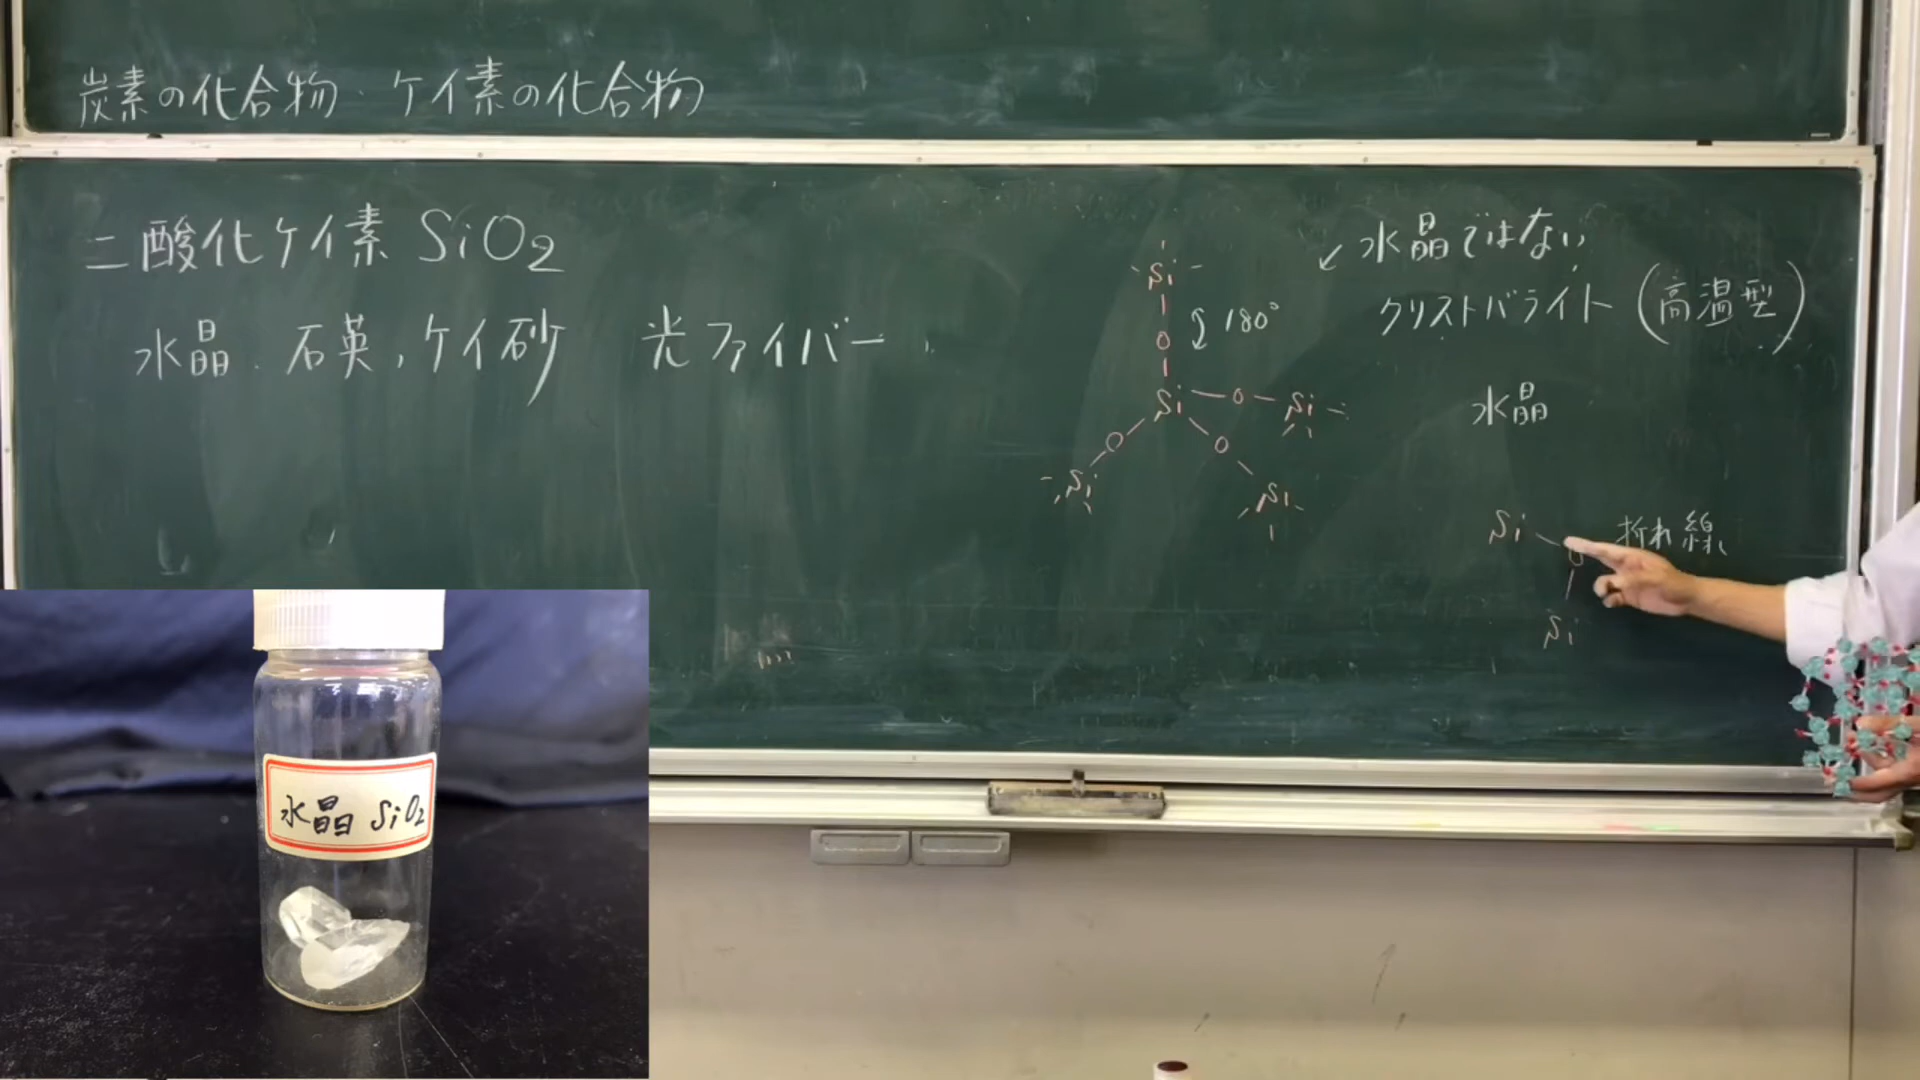 炭素の化合物・ケイ素の化合物
二酸化ケイ素 SiO2
水晶．石英，ケイ砂　光ファイバー
Si
O
180°
Si
O
Si
O
O
Si
Si
↙水晶ではない
クリストバライト（高温型）
水晶
Si
O
折れ線
Si
水晶 SiO2